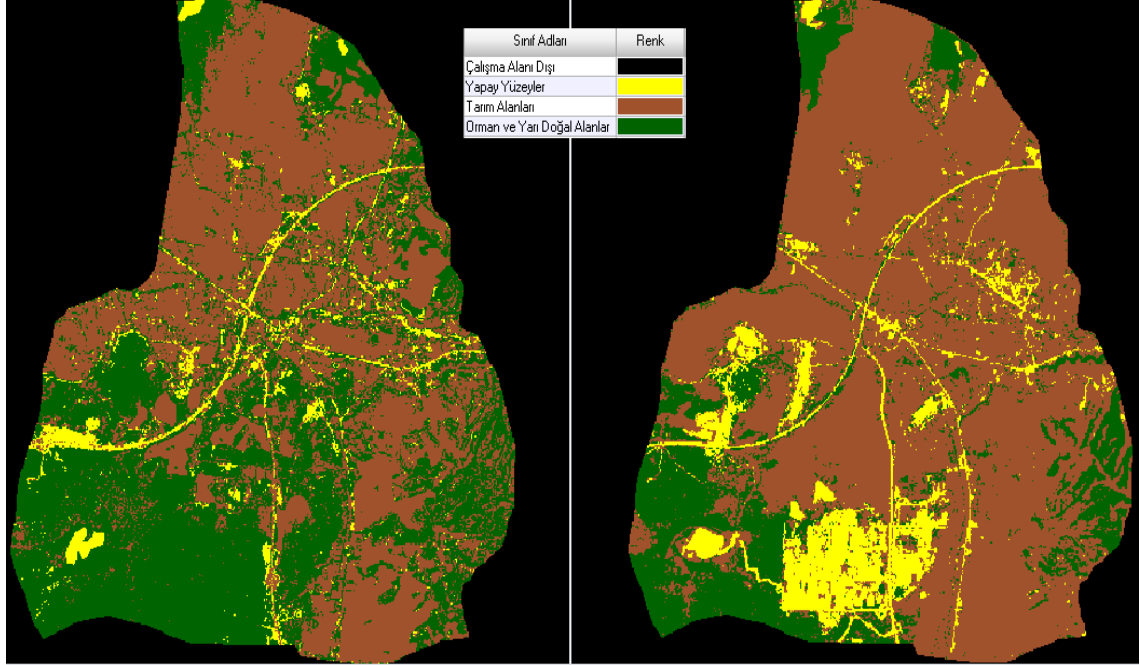 Sınıf Adları Renk
Çalışma Alanı Dışı
Yapay Yüzeyler
Tarım Alanları
Orman ve Yarı Doğal Alanlar